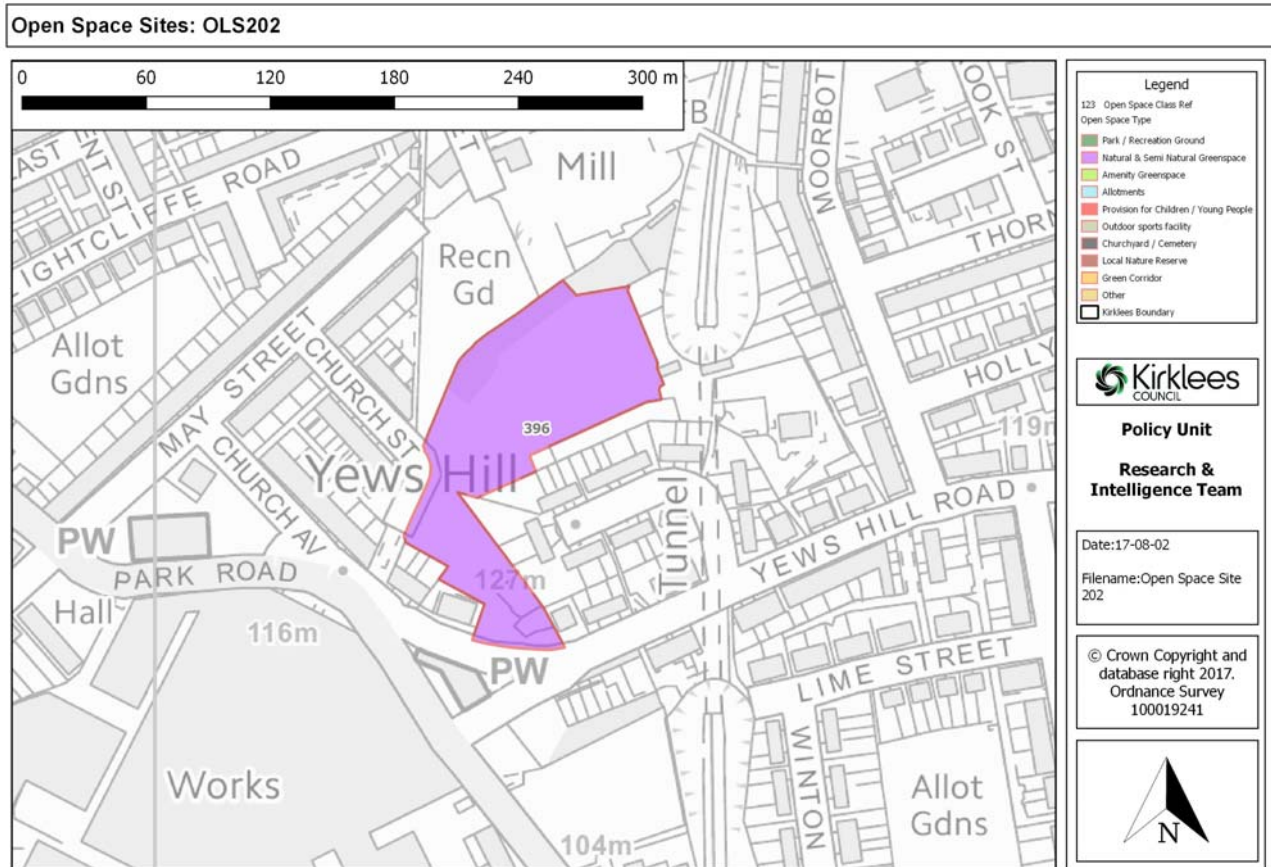 Open Space Sites: OLS202
0 60 120 180 240 300 m
EAST
LIGHTCLIFFE ROAD
Mill
MOORBOT
OOK ST
THORN
Recn
Gd
Allot
Gdns
MAY STREET
CHURCH ST
CHURCH AV
HOLLY
119m
396
Yews Hill
Tunnel
YEWS HILL ROAD
PW
PARK ROAD
Hall
127m
116m
PW
LIME STREET
WINTON
Works
Allot
Gdns
104m
Legend
123 Open Space Class Ref
Open Space Type
Park / Recreation Ground
Natural & Semi Natural Greenspace
Amenity Greenspace
Allotments
Provision for Children / Young People
Outdoor sports facility
Churchyard / Cemetery
Local Nature Reserve
Green Corridor
Other
Kirklees Boundary
Kirklees
COUNCIL
Policy Unit
Research &
Intelligence Team
Date:17-08-02
Filename:Open Space Site
202
© Crown Copyright and
database right 2017.
Ordnance Survey
100019241
N